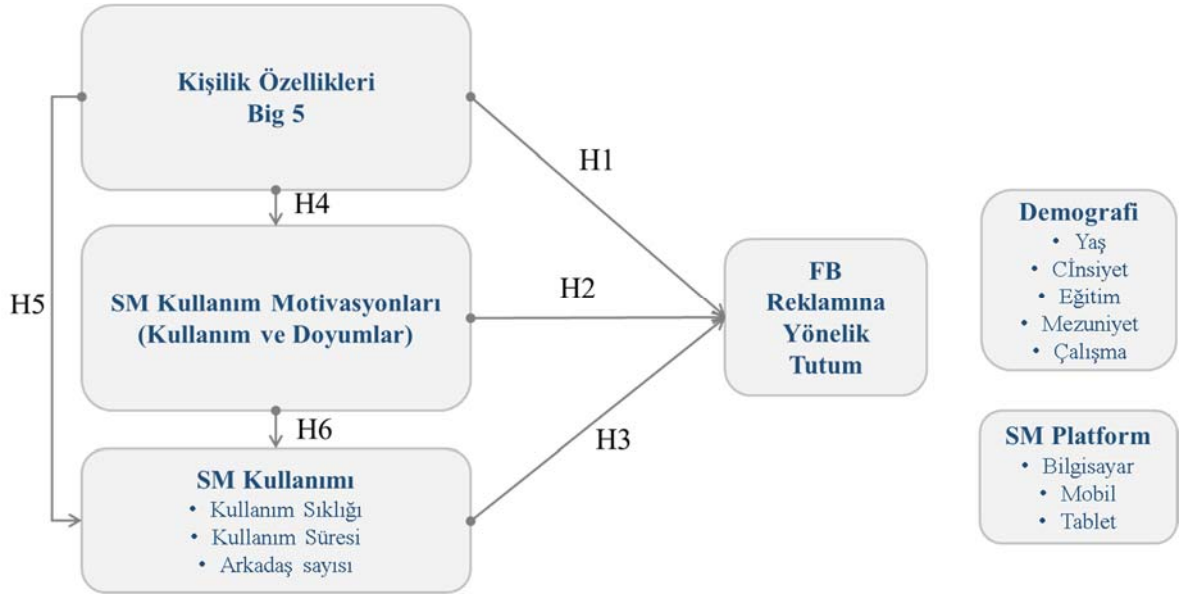 Kişilik Özellikleri
Big 5
H1
H4
H5
SM Kullanım Motivasyonları
(Kullanım ve Doyumlar)
H2
FB
Reklamına
Yönelik
Tutum
H6
H3
SM Kullanımı
• Kullanım Sıklığı
• Kullanım Süresi
• Arkadaş sayısı
Demografi
• Yaş
• Cİnsiyet
• Eğitim
• Mezuniyet
• Çalışma
SM Platform
• Bilgisayar
• Mobil
• Tablet